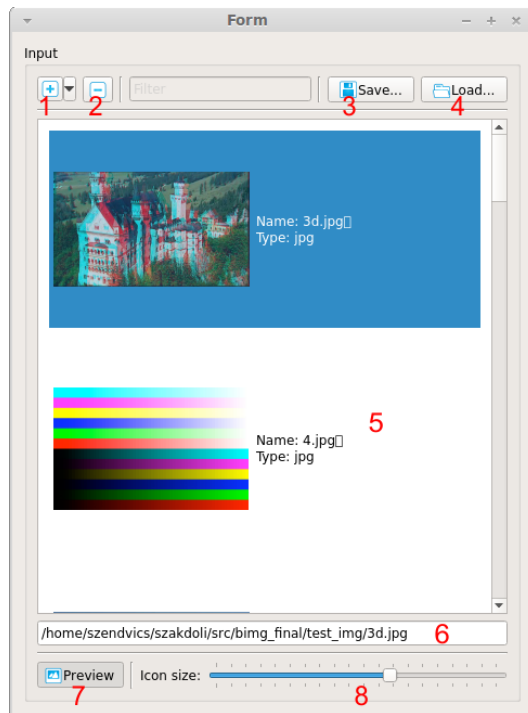 Form
Input
Filter
Save...
Load...
1
2
3
4
Name: 3d.jpg
Type: jpg
Name: 4.jpg
Type: jpg
5
/home/szendvics/szakdoli/src/bimg_final/test_img/3d.jpg
6
Preview
Icon size:
7
8